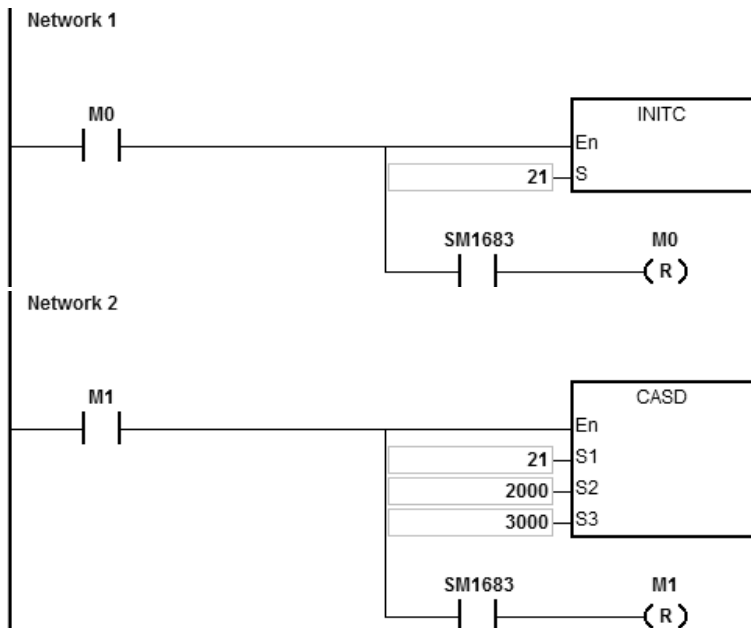 Network 1
M0
INITC
En
21 S
SM1683 M0
( R )
Network 2
M1
CASD
En
21 S1
2000 S2
3000 S3
SM1683 M1
( R )